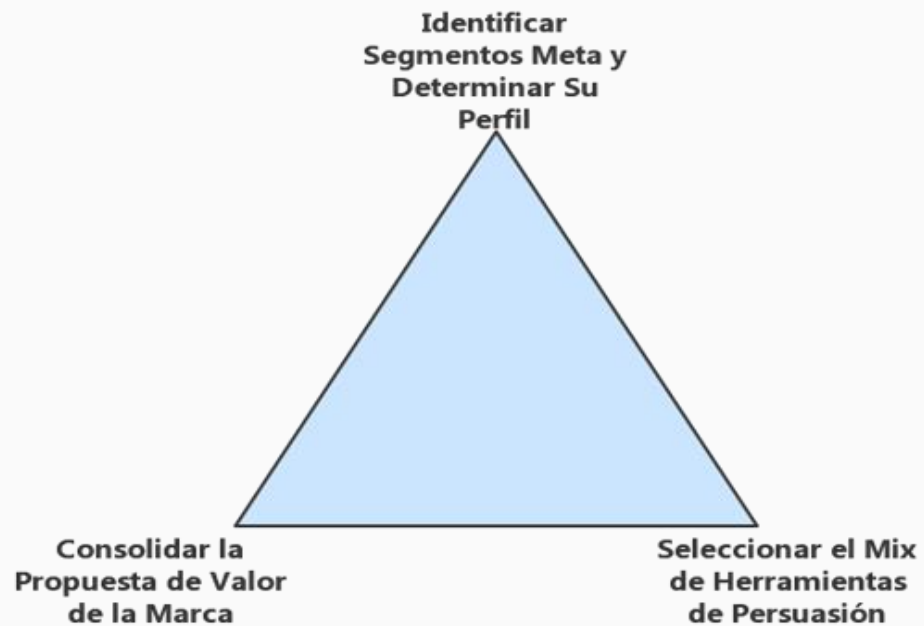 Identificar
Segmentos Meta y
Determinar Su
Perfil
Consolidar la
Propuesta de Valor
de la Marca
Seleccionar el Mix
de Herramientas
de Persuasión